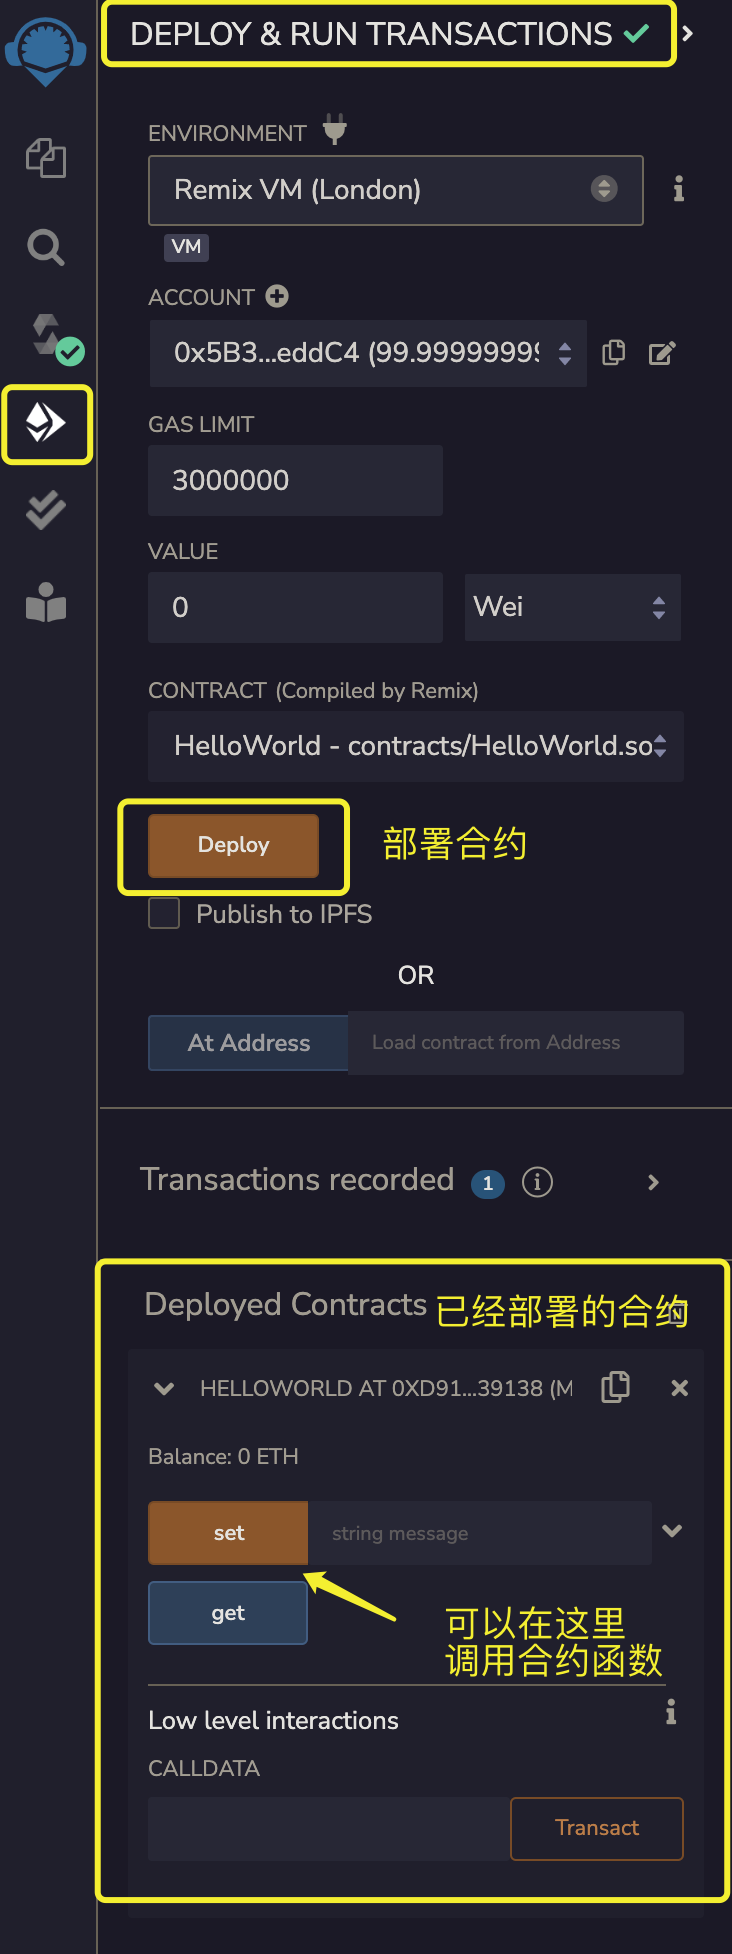 DEPLOY & RUN TRANSACTIONS
ENVIRONMENT
Remix VM (London)
VM
ACCOUNT
0x5B3...eddC4 (99.9999999
GAS LIMIT
3000000
VALUE
0
Wei
CONTRACT (Compiled by Remix)
HelloWorld - contracts/HelloWorld.so
Deploy
部署合约
Publish to IPFS
OR
At Address
Load contract from Address
Transactions recorded 1
Deployed Contracts 已经部署的合约
HELLOWORLD AT 0XD91...39138 (M
Balance: 0 ETH
set
string message
get
可以在这里
调用合约函数
Low level interactions
CALLDATA
Transact